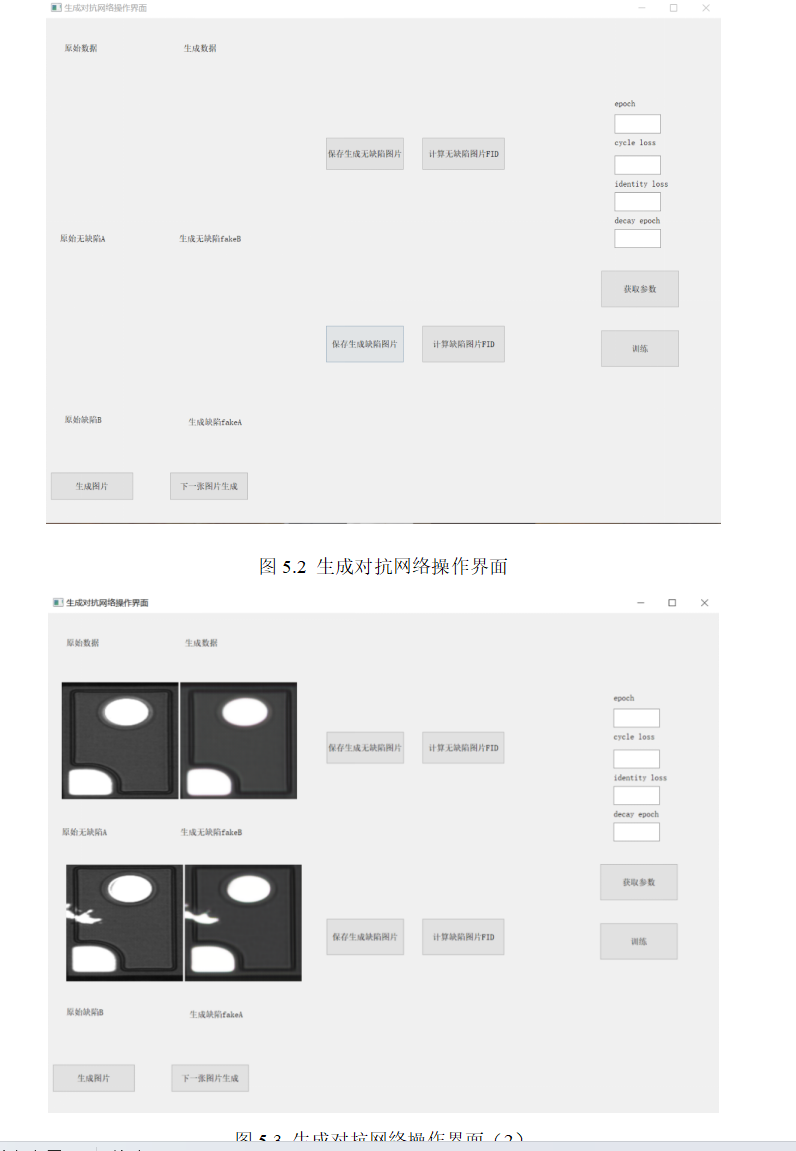 生成对抗网络操作界面
原始数据 生成数据
epoch
cycle loss
保存生成无缺陷图片 计算无缺陷图片FID
identity loss
decay epoch
原始无缺陷A 生成无缺陷fakeB
获取参数
保存生成缺陷图片 计算缺陷图片FID
训练
原始缺陷B 生成缺陷fakeA
生成图片 下一张图片生成
图 5.2 生成对抗网络操作界面
生成对抗网络操作界面
原始数据 生成数据
epoch
cycle loss
保存生成无缺陷图片 计算无缺陷图片FID
identity loss
decay epoch
原始无缺陷A 生成无缺陷fakeB
获取参数
保存生成缺陷图片 计算缺陷图片FID
训练
原始缺陷B 生成缺陷fakeA
生成图片 下一张图片生成
图 5.3 生成对抗网络操作界面（2）